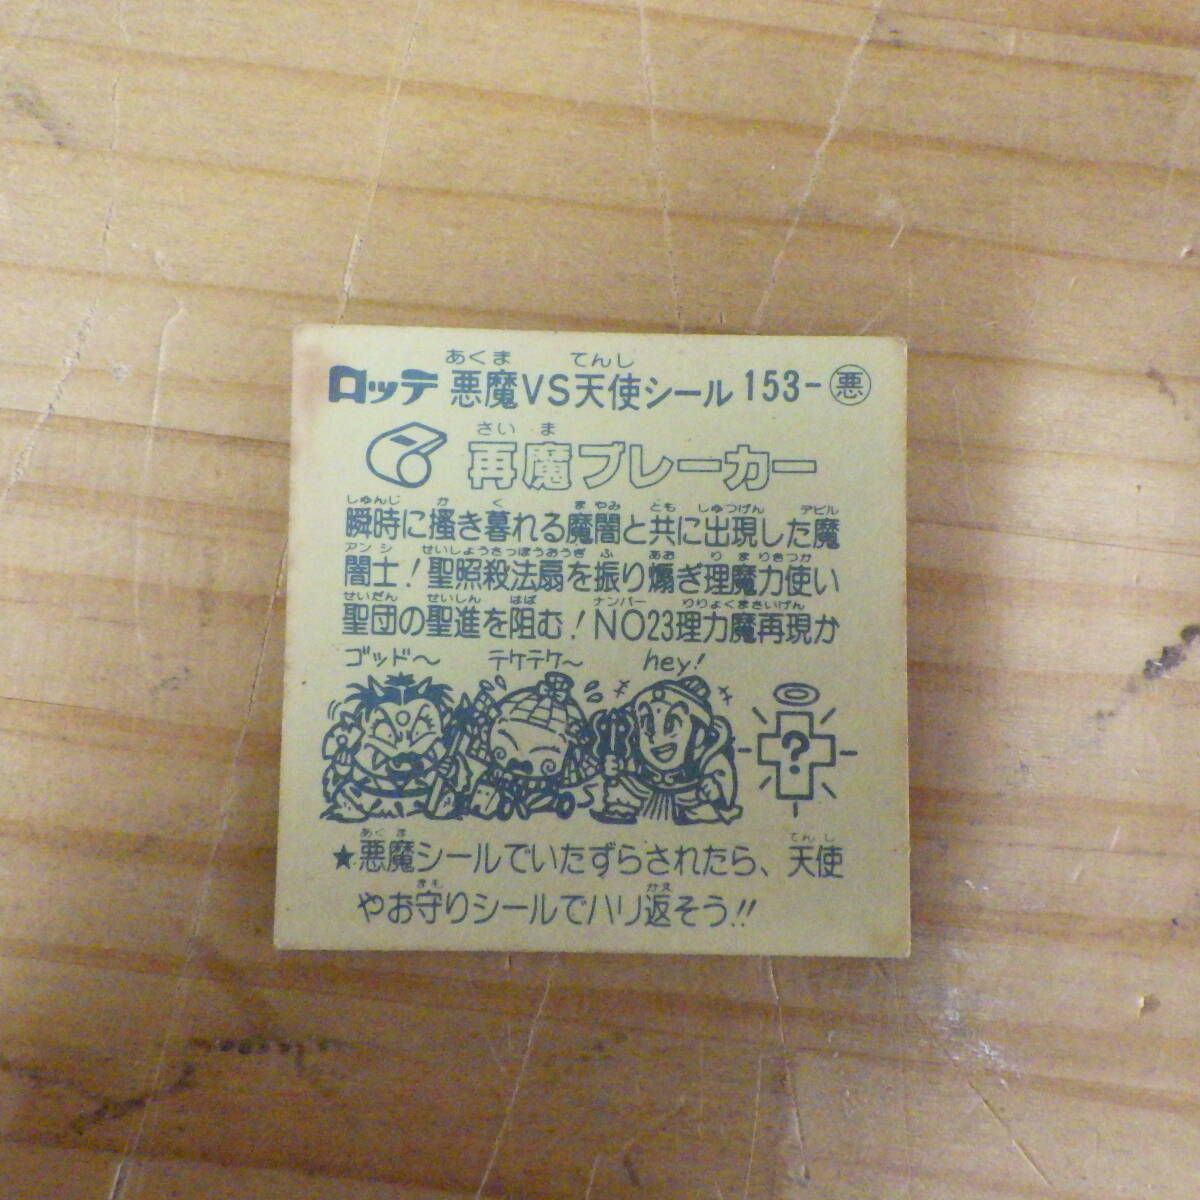 ロッテ 悪魔VS天使シール 153-悪
あくま てんし
再魔ブレーカー
さいま
瞬時に掻き暮れる魔闇と共に出現した魔
しゅんじ か く まやみ とも しゅつげん デビル
闇士！聖照殺法扇を振り煽ぎ理魔力使い
アンシ せいしょうさっぽうおうぎ ふ あお りまりきつか
聖団の聖進を阻む！NO23理力魔再現か
せいだん せいしん はば ナンバー りりょくまさいげん
ゴッド〜 テケテケ〜 hey!
?
★悪魔シールでいたずらされたら、天使
あくま てんし
やお守りシールでハリ返そう!!
まも かえ